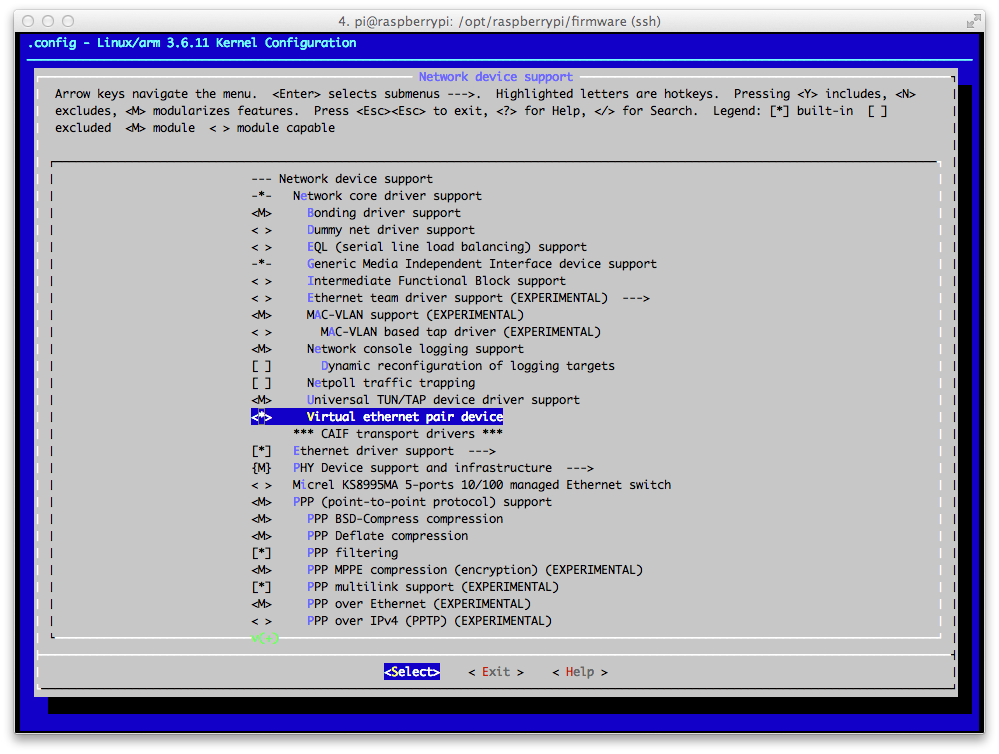 4. pi@raspberrypi: /opt/raspberrypi/firmware (ssh)
.config - Linux/arm 3.6.11 Kernel Configuration
Network device support
Arrow keys navigate the menu.  <Enter> selects submenus --->.  Highlighted letters are hotkeys.  Pressing <Y> includes, <N>
excludes, <M> modularizes features.  Press <Esc><Esc> to exit, <?> for Help, </> for Search.  Legend: [*] built-in  [ ]
excluded  <M> module  < > module capable
--- Network device support
-*-   Network core driver support
<M>     Bonding driver support
< >     Dummy net driver support
< >     EQL (serial line load balancing) support
-*-     Generic Media Independent Interface device support
< >     Intermediate Functional Block support
< >     Ethernet team driver support (EXPERIMENTAL)  --->
<M>     MAC-VLAN support (EXPERIMENTAL)
< >       MAC-VLAN based tap driver (EXPERIMENTAL)
<M>     Network console logging support
[ ]       Dynamic reconfiguration of logging targets
[ ]     Netpoll traffic trapping
<M>     Universal TUN/TAP device driver support
<*>     Virtual ethernet pair device
*** CAIF transport drivers ***
[*]   Ethernet driver support  --->
{M}   PHY Device support and infrastructure  --->
< >   Micrel KS8995MA 5-ports 10/100 managed Ethernet switch
<M>   PPP (point-to-point protocol) support
<M>     PPP BSD-Compress compression
<M>     PPP Deflate compression
[*]     PPP filtering
<M>     PPP MPPE compression (encryption) (EXPERIMENTAL)
[*]     PPP multilink support (EXPERIMENTAL)
<M>     PPP over Ethernet (EXPERIMENTAL)
< >     PPP over IPv4 (PPTP) (EXPERIMENTAL)
<Select>    < Exit >    < Help >